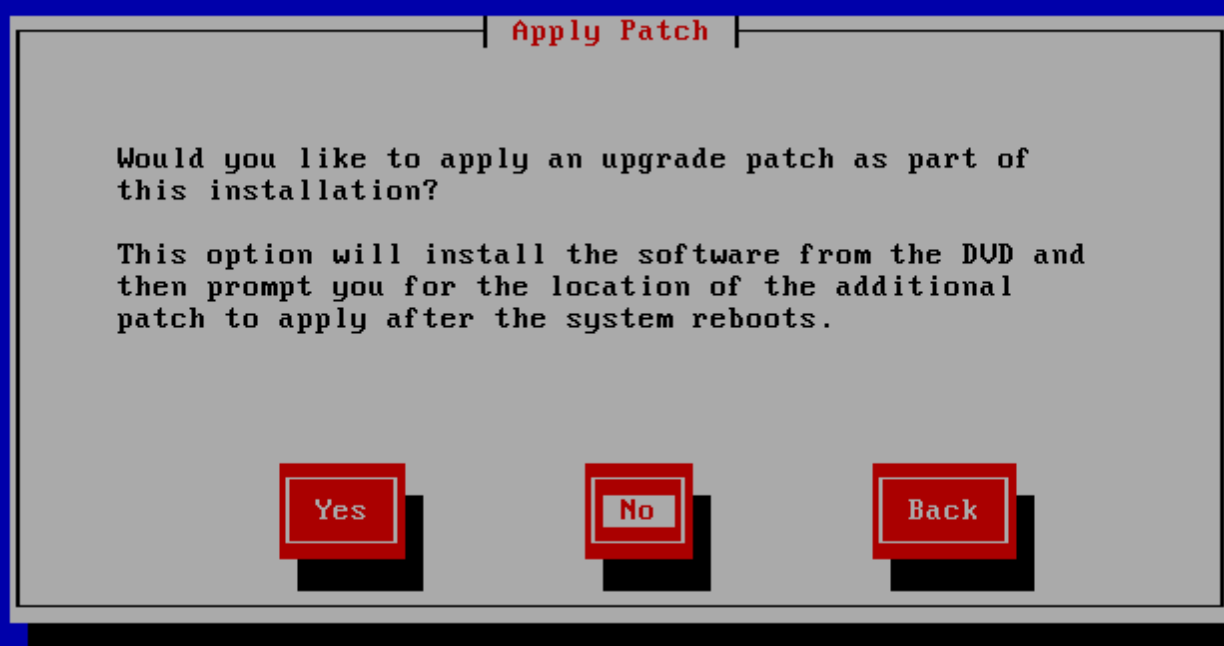 Apply Patch
Would you like to apply an upgrade patch as part of
this installation?
This option will install the software from the DVD and
then prompt you for the location of the additional
patch to apply after the system reboots.
Yes No Back